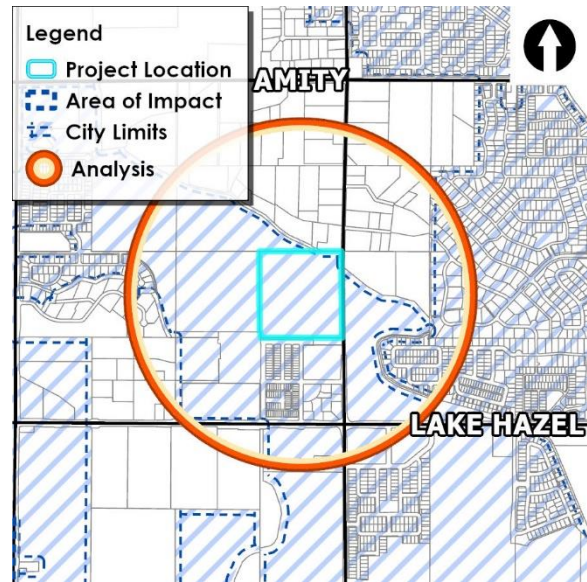 Legend
Project Location
Area of Impact
City Limits
Analysis
AMITY
LAKE HAZEL